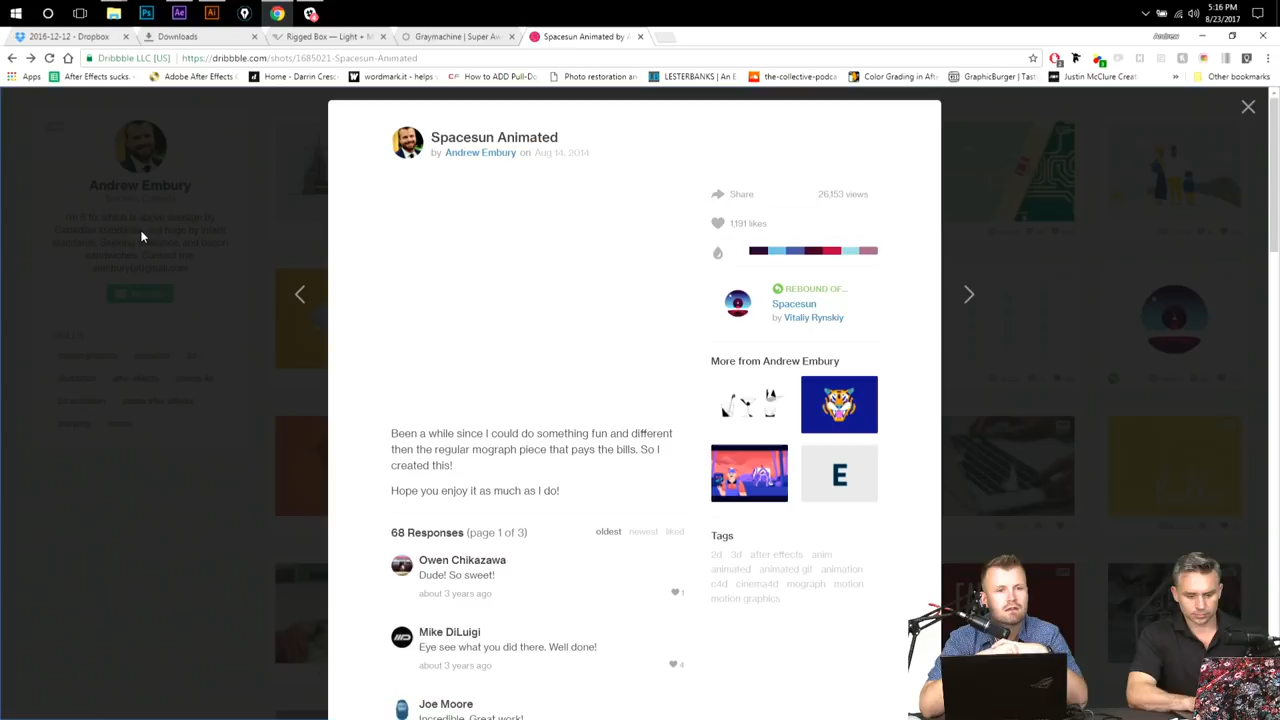 5:16 PM
8/23/2017
2016-12-12 - Dropbox
Downloads
Rigged Box — Light + M
Graymachine | Super Aw
Spacesun Animated by
Andrew
Dribbble LLC [US]
https://dribbble.com/shots/1685021-Spacesun-Animated
Apps
After Effects sucks.
Adobe After Effects C
Home - Darrin Cresc
wordmark.it - helps
How to ADD Pull-Do
Photo restoration an
LESTERBANKS | An E
the-collective-podca
Color Grading in Aft
GraphicBurger | Tast
Justin McClure Creat
»
Other bookmarks
Andrew Embury
Spacesun Animated
by Andrew Embury on Aug 14, 2014
Share
26,153 views
1,191 likes
REBOUND OF...
Spacesun
by Vitaliy Rynskiy
More from Andrew Embury
E
Been a while since I could do something fun and different
then the regular mograph piece that pays the bills. So I
created this!
Hope you enjoy it as much as I do!
68 Responses (page 1 of 3)
oldest newest liked
Owen Chikazawa
Dude! So sweet!
about 3 years ago
1
Mike DiLuigi
Eye see what you did there. Well done!
about 3 years ago
4
Joe Moore
Incredible. Great work!
Tags
2d 3d after effects anim
animated animated gif animation
c4d cinema4d mograph motion
motion graphics